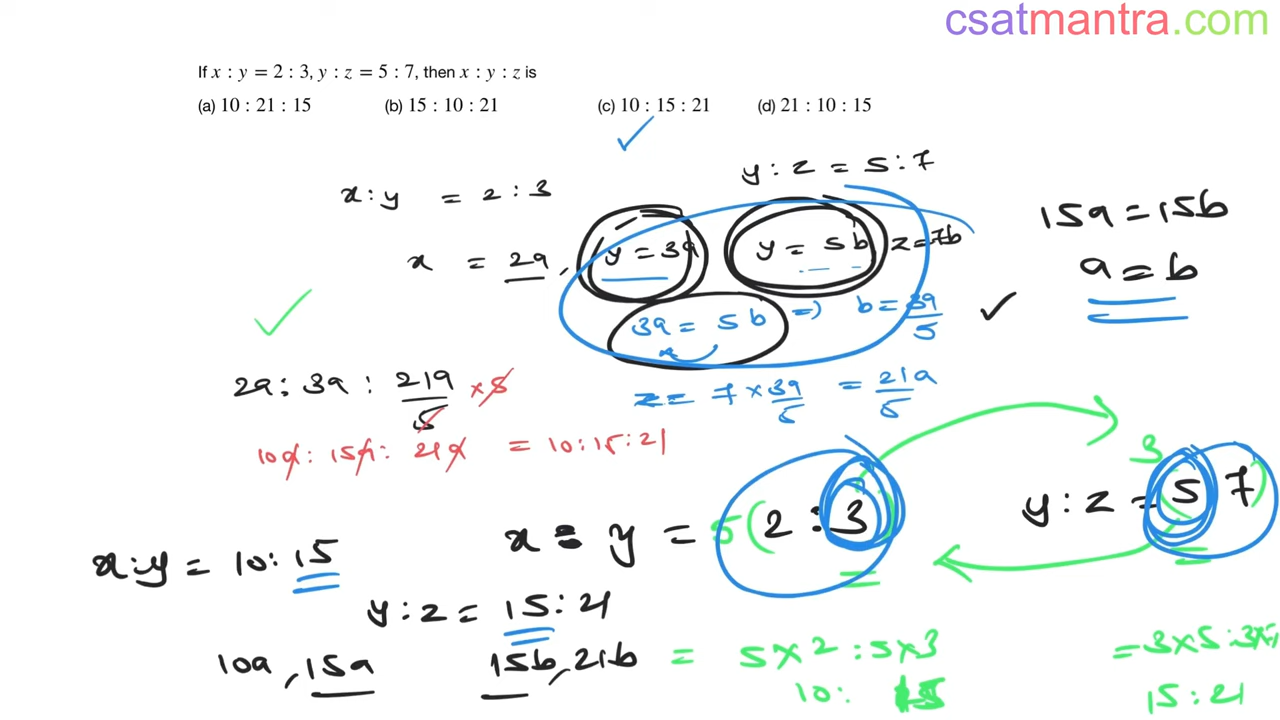 csatmantra.com
If x : y = 2 : 3, y : z = 5 : 7, then x : y : z is
(a) 10 : 21 : 15 (b) 15 : 10 : 21 (c) 10 : 15 : 21 (d) 21 : 10 : 15
y : z = 5 : 7
x : y = 2 : 3
15a = 15b
x = 2a, y = 3a y = 5b, z = 7b
a = b
3a = 5b => b = 3a/5
2a : 3a : 21a/5 × 5
z = 7 × 3a/5 = 21a/5
10a : 15a : 21a = 10 : 15 : 21
3
x : y = 5(2 : 3) y : z = (5 7)
x : y = 10 : 15
y : z = 15 : 21
10a, 15a 15b, 21b = 5×2 : 5×3 = 3×5 : 3×7
10 : 15 15 : 21